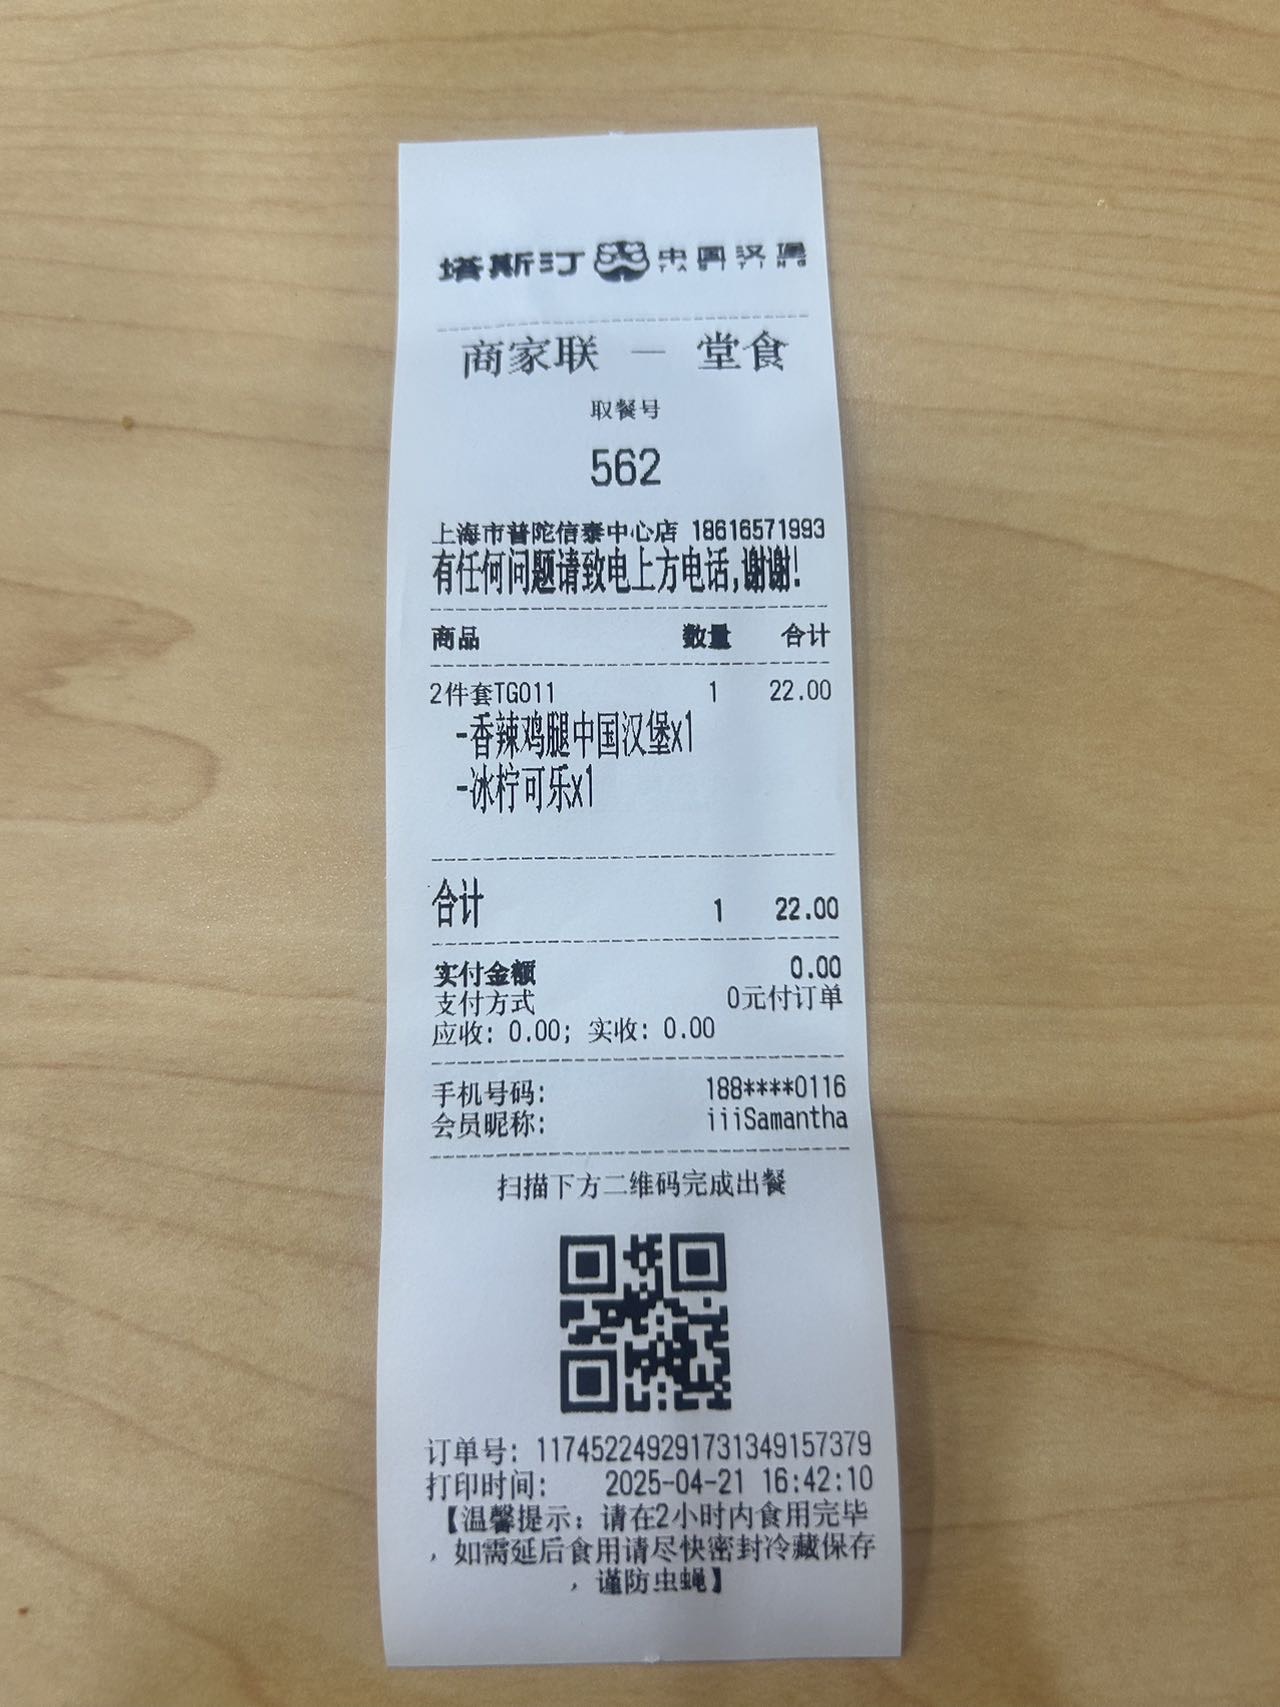 塔斯汀 中国汉堡
TASITING
商家联 — 堂食
取餐号
562
上海市普陀信泰中心店 18616571993
有任何问题请致电上方电话,谢谢!
商品 数量 合计
2件套TG011 1 22.00
-香辣鸡腿中国汉堡x1
-冰柠可乐x1
合计 1 22.00
实付金额 0.00
支付方式 0元付订单
应收: 0.00; 实收: 0.00
手机号码: 188****0116
会员昵称: iiiSamantha
扫描下方二维码完成出餐
订单号: 1174522492917313491​57379
打印时间: 2025-04-21 16:42:10
【温馨提示：请在2小时内食用完毕
，如需延后食用请尽快密封冷藏保存
，谨防虫蝇】